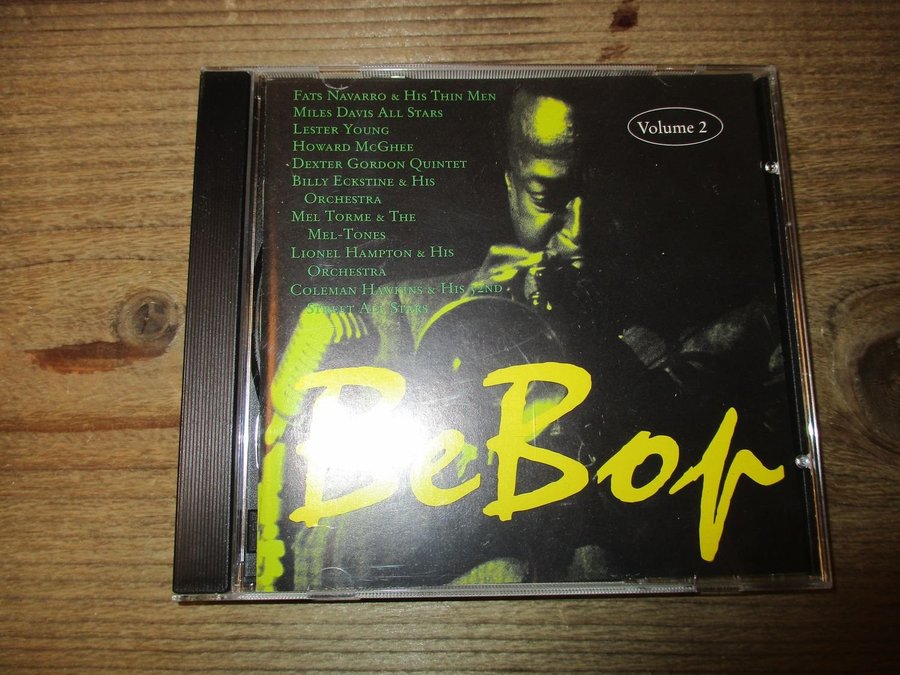 Fats Navarro & His Thin Men
Miles Davis All Stars
Lester Young
Howard McGhee
Dexter Gordon Quintet
Billy Eckstine & His
Orchestra
Mel Torme & The
Mel-Tones
Lionel Hampton & His
Orchestra
Coleman Hawkins & His 52nd
Street All Stars
Volume 2
BeBop